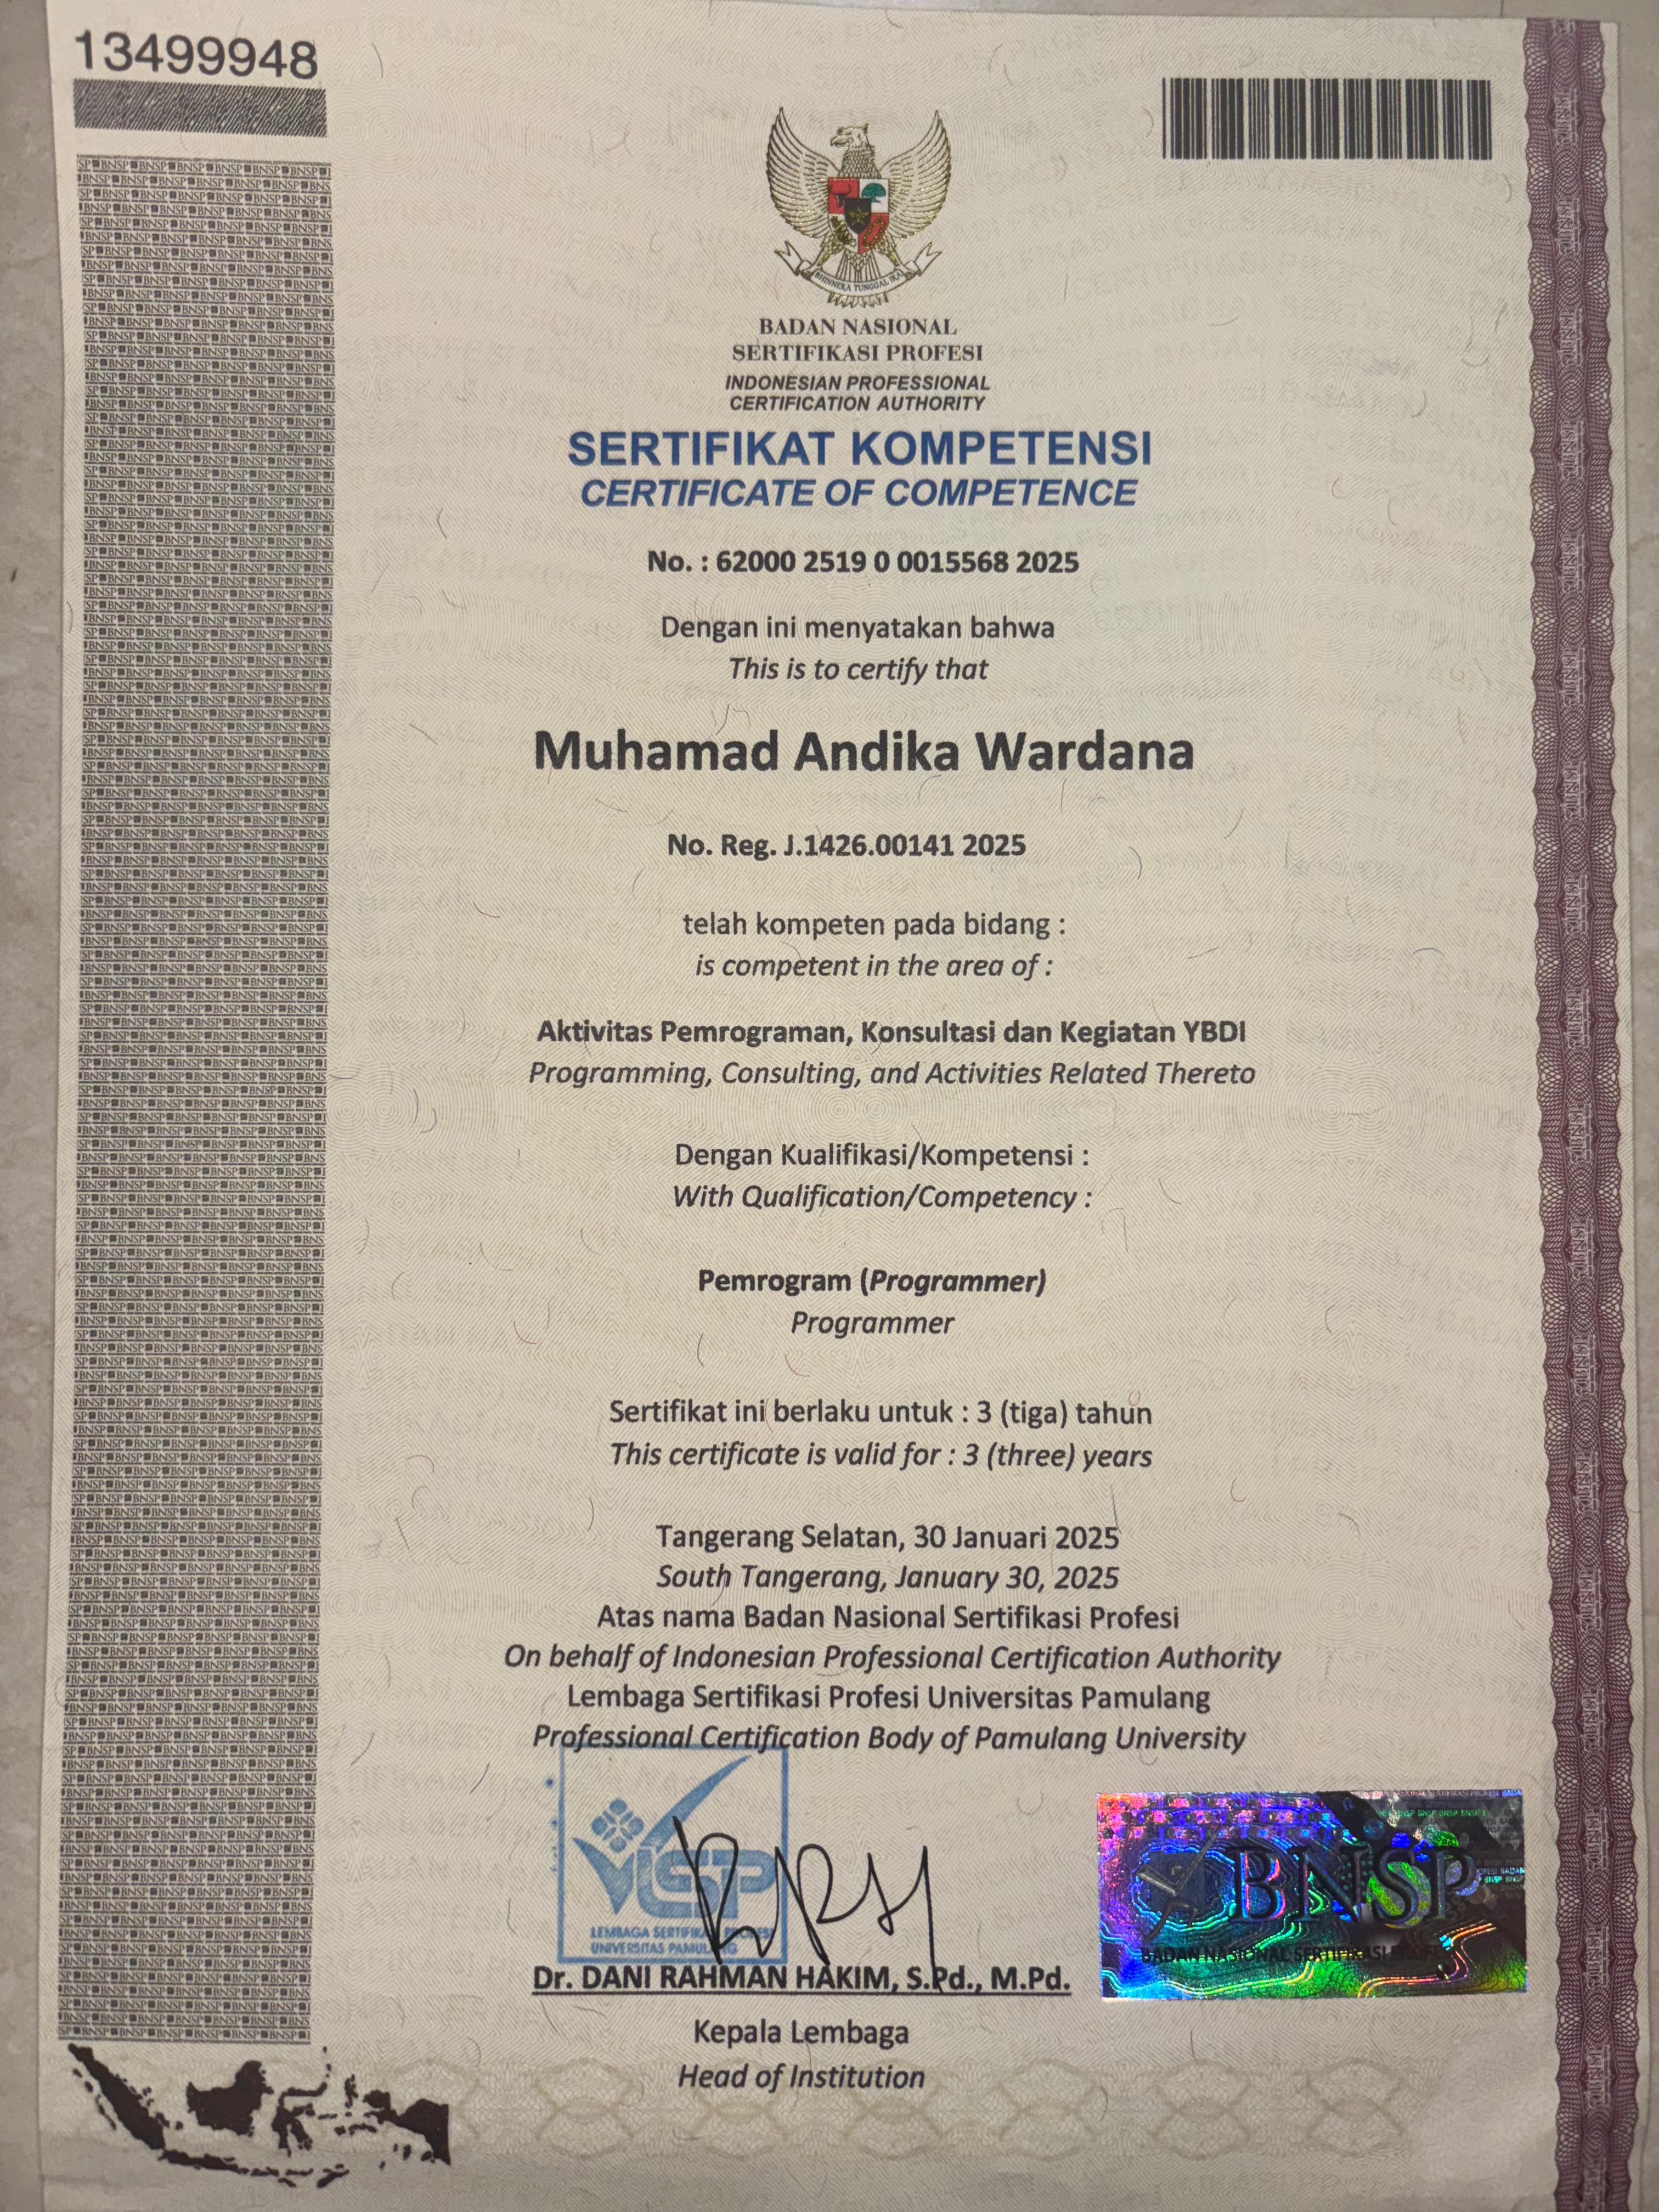 13499948
BHINNEKA TUNGGAL IKA
BADAN NASIONAL
SERTIFIKASI PROFESI
INDONESIAN PROFESSIONAL
CERTIFICATION AUTHORITY
SERTIFIKAT KOMPETENSI
CERTIFICATE OF COMPETENCE
No. : 62000 2519 0 0015568 2025
Dengan ini menyatakan bahwa
This is to certify that
Muhamad Andika Wardana
No. Reg. J.1426.00141 2025
telah kompeten pada bidang :
is competent in the area of :
Aktivitas Pemrograman, Konsultasi dan Kegiatan YBDI
Programming, Consulting, and Activities Related Thereto
Dengan Kualifikasi/Kompetensi :
With Qualification/Competency :
Pemrogram (Programmer)
Programmer
Sertifikat ini berlaku untuk : 3 (tiga) tahun
This certificate is valid for : 3 (three) years
Tangerang Selatan, 30 Januari 2025
South Tangerang, January 30, 2025
Atas nama Badan Nasional Sertifikasi Profesi
On behalf of Indonesian Professional Certification Authority
Lembaga Sertifikasi Profesi Universitas Pamulang
Professional Certification Body of Pamulang University
LSP
LEMBAGA
UNIVERSITAS
BNSP
BADAN NASIONAL SERTIFIKASI
Dr. DANI RAHMAN HAKIM, S.Pd., M.Pd.
Kepala Lembaga
Head of Institution